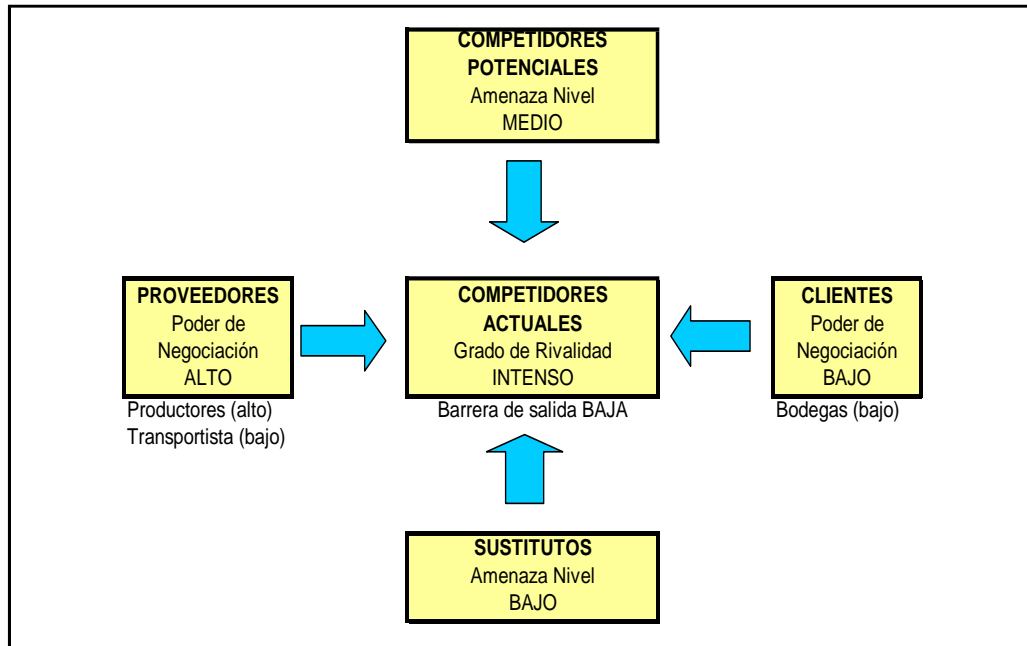 COMPETIDORES
POTENCIALES
Amenaza Nivel
MEDIO
PROVEEDORES
Poder de
Negociación
ALTO
Productores (alto)
Transportista (bajo)
COMPETIDORES
ACTUALES
Grado de Rivalidad
INTENSO
Barrera de salida BAJA
CLIENTES
Poder de
Negociación
BAJO
Bodegas (bajo)
SUSTITUTOS
Amenaza Nivel
BAJO